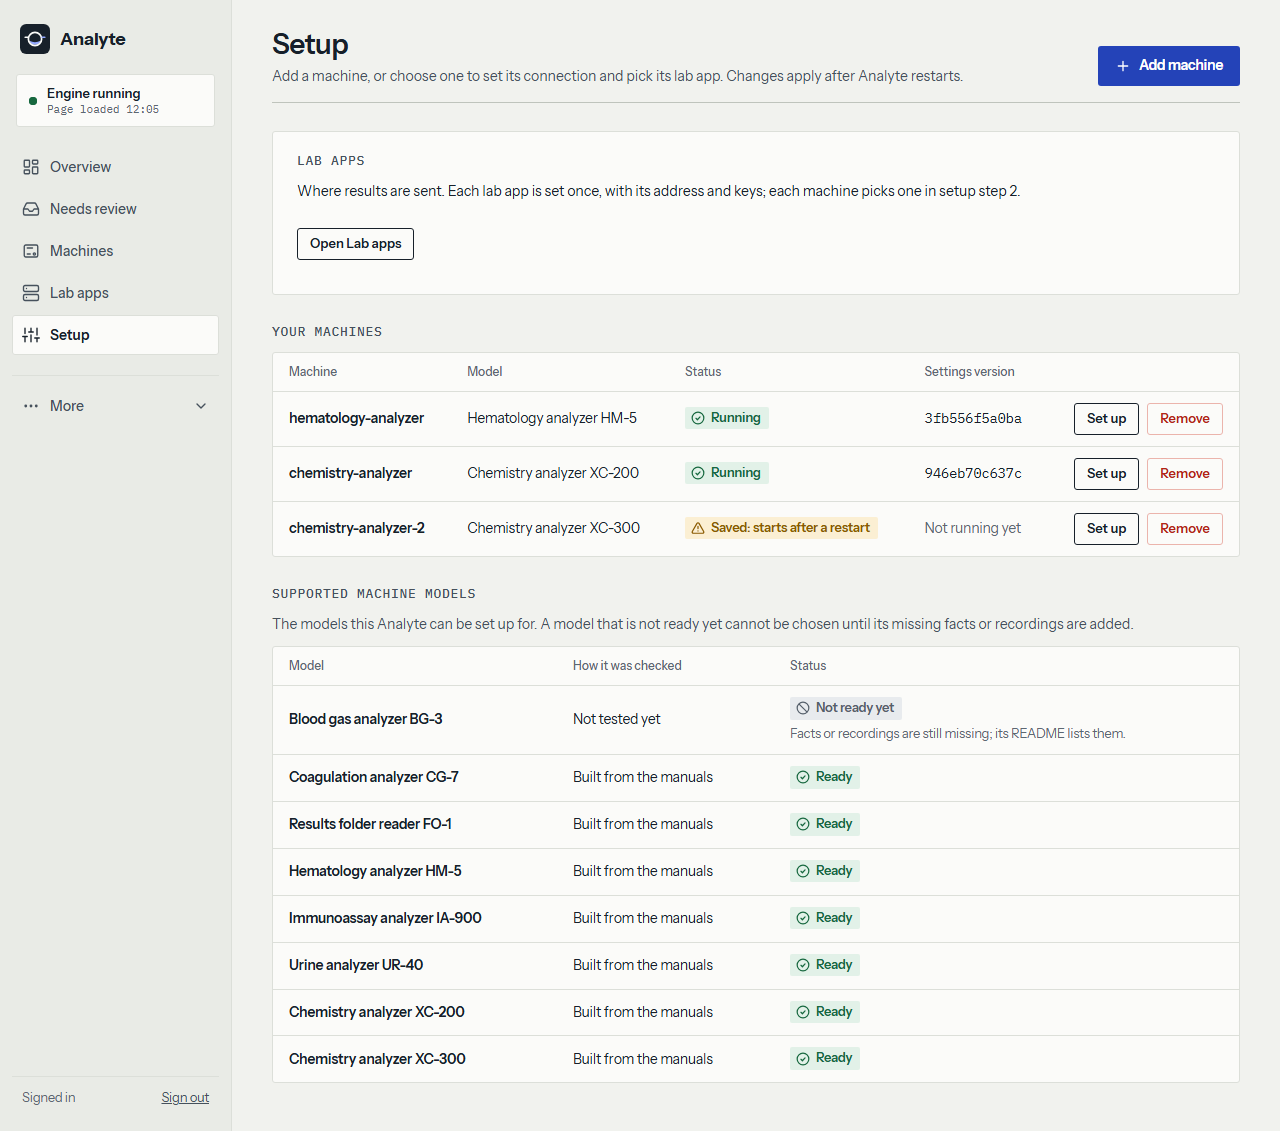 Analyte
Engine running
Page loaded 12:05
Overview
Needs review
Machines
Lab apps
Setup
More
Signed in
Sign out
Setup
Add a machine, or choose one to set its connection and pick its lab app. Changes apply after Analyte restarts.
Add machine
LAB APPS
Where results are sent. Each lab app is set once, with its address and keys; each machine picks one in setup step 2.
Open Lab apps
YOUR MACHINES
Machine Model Status Settings version
hematology-analyzer Hematology analyzer HM-5 Running 3fb556f5a0ba Set up Remove
chemistry-analyzer Chemistry analyzer XC-200 Running 946eb70c637c Set up Remove
chemistry-analyzer-2 Chemistry analyzer XC-300 Saved: starts after a restart Not running yet Set up Remove
SUPPORTED MACHINE MODELS
The models this Analyte can be set up for. A model that is not ready yet cannot be chosen until its missing facts or recordings are added.
Model How it was checked Status
Blood gas analyzer BG-3 Not tested yet Not ready yet
Facts or recordings are still missing; its README lists them.
Coagulation analyzer CG-7 Built from the manuals Ready
Results folder reader FO-1 Built from the manuals Ready
Hematology analyzer HM-5 Built from the manuals Ready
Immunoassay analyzer IA-900 Built from the manuals Ready
Urine analyzer UR-40 Built from the manuals Ready
Chemistry analyzer XC-200 Built from the manuals Ready
Chemistry analyzer XC-300 Built from the manuals Ready